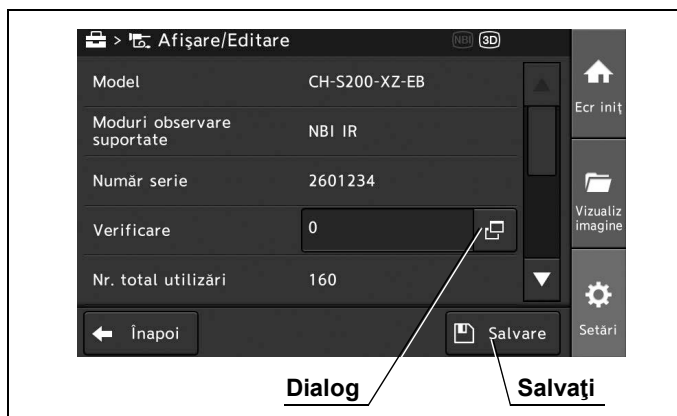 > Afişare/Editare NBI 3D
Model CH-S200-XZ-EB
Moduri observare
suportate NBI IR
Număr serie 2601234
Verificare 0
Nr. total utilizări 160
Înapoi Salvare
Ecr iniţ
Vizualiz
imagine
Setări
Dialog Salvaţi